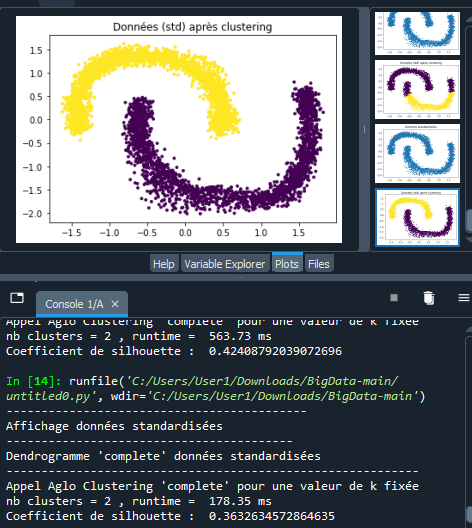 Données (std) après clustering
1.5
1.0
0.5
0.0
−0.5
−1.0
−1.5
−2.0
−1.5 −1.0 −0.5 0.0 0.5 1.0 1.5
Help Variable Explorer Plots Files
Console 1/A ×
Appel Aglo Clustering 'complete' pour une valeur de k fixée
nb clusters = 2 , runtime =  563.73 ms
Coefficient de silhouette :  0.42408792039072696
In [14]: runfile('C:/Users/User1/Downloads/BigData-main/
untitled0.py', wdir='C:/Users/User1/Downloads/BigData-main')
-----------------------------------------
Affichage données standardisées
---------------------------------------
Dendrogramme 'complete' données standardisées
--------------------------------------------------------
Appel Aglo Clustering 'complete' pour une valeur de k fixée
nb clusters = 2 , runtime =  178.35 ms
Coefficient de silhouette :  0.3632634572864635